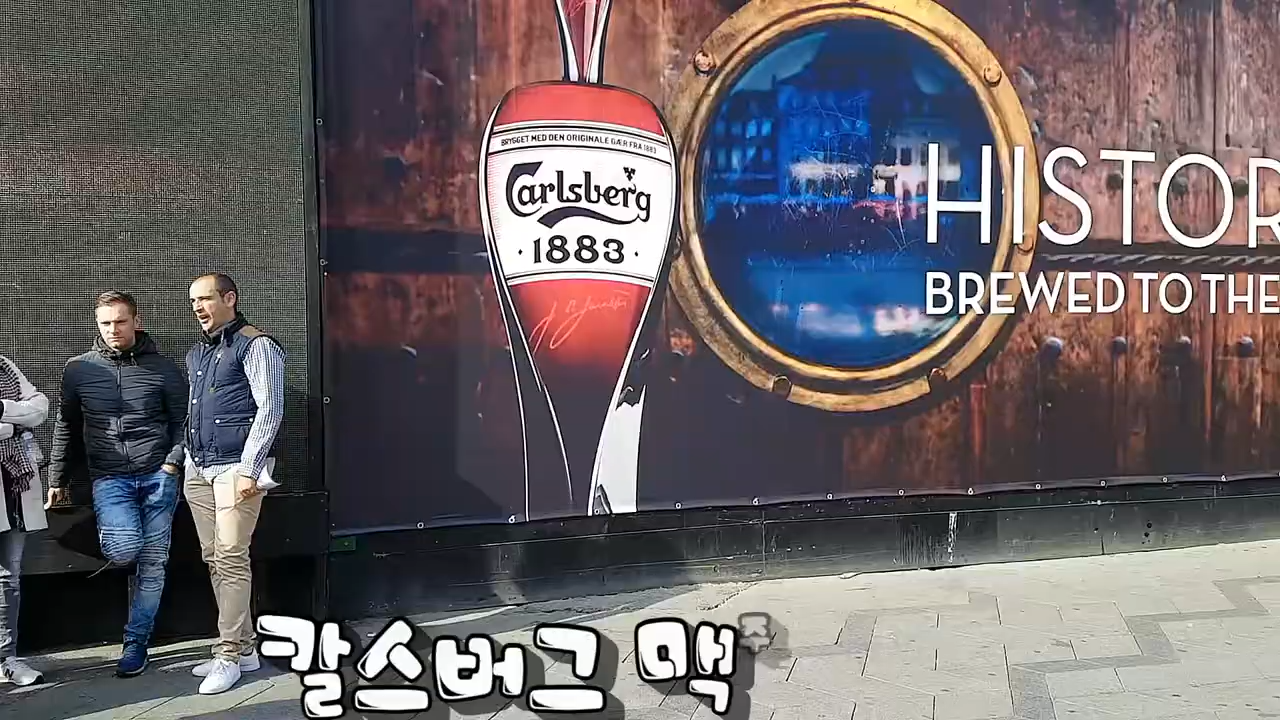 BRYGGET MED DEN ORIGINALE GÆR FRA 1883
Carlsberg
1883
HISTOR
BREWED TO THE
칼스버그 맥주